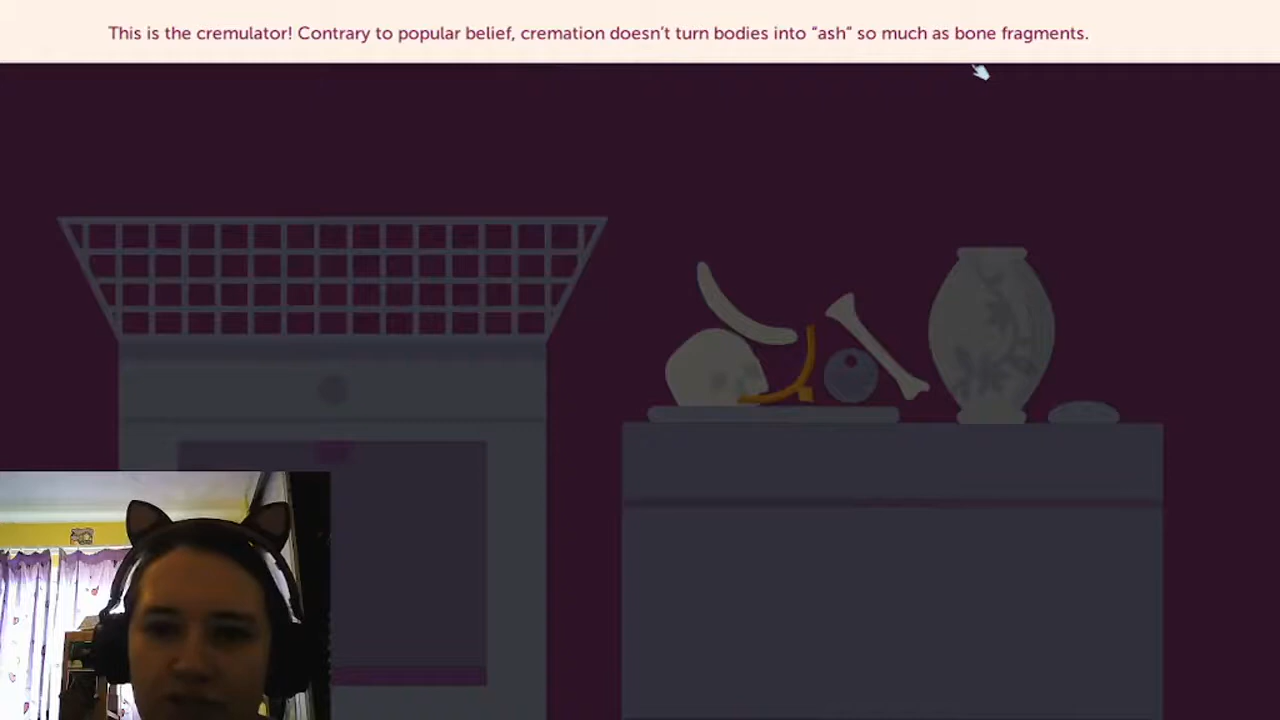 This is the cremulator! Contrary to popular belief, cremation doesn’t turn bodies into “ash” so much as bone fragments.